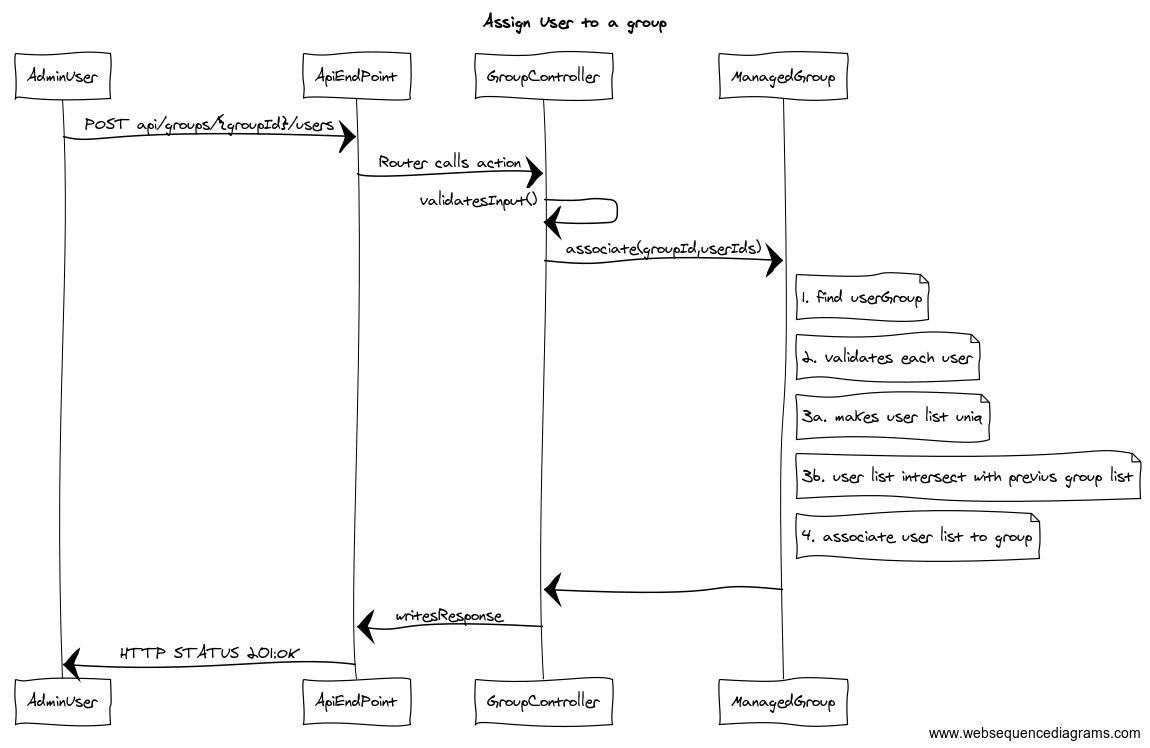 Assign User to a group
AdminUser
ApiEndPoint
GroupController
ManagedGroup
POST api/groups/{groupId}/users
Router calls action
validatesInput()
associate(groupId,userIds)
1. find userGroup
2. validates each user
3a. makes user list uniq
3b. user list intersect with previus group list
4. associate user list to group
writesResponse
HTTP STATUS 201:OK
AdminUser
ApiEndPoint
GroupController
ManagedGroup
www.websequencediagrams.com